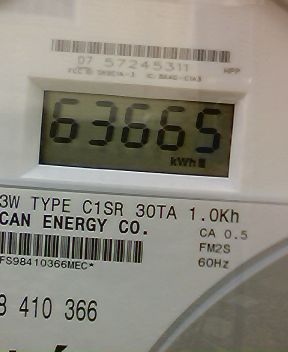 07 57245311
HPP
63665
kWh
3W TYPE C1SR 30TA 1.0Kh
CAN ENERGY CO.
CA 0.5
FM2S
FS98410366MEC*
60Hz
8 410 366